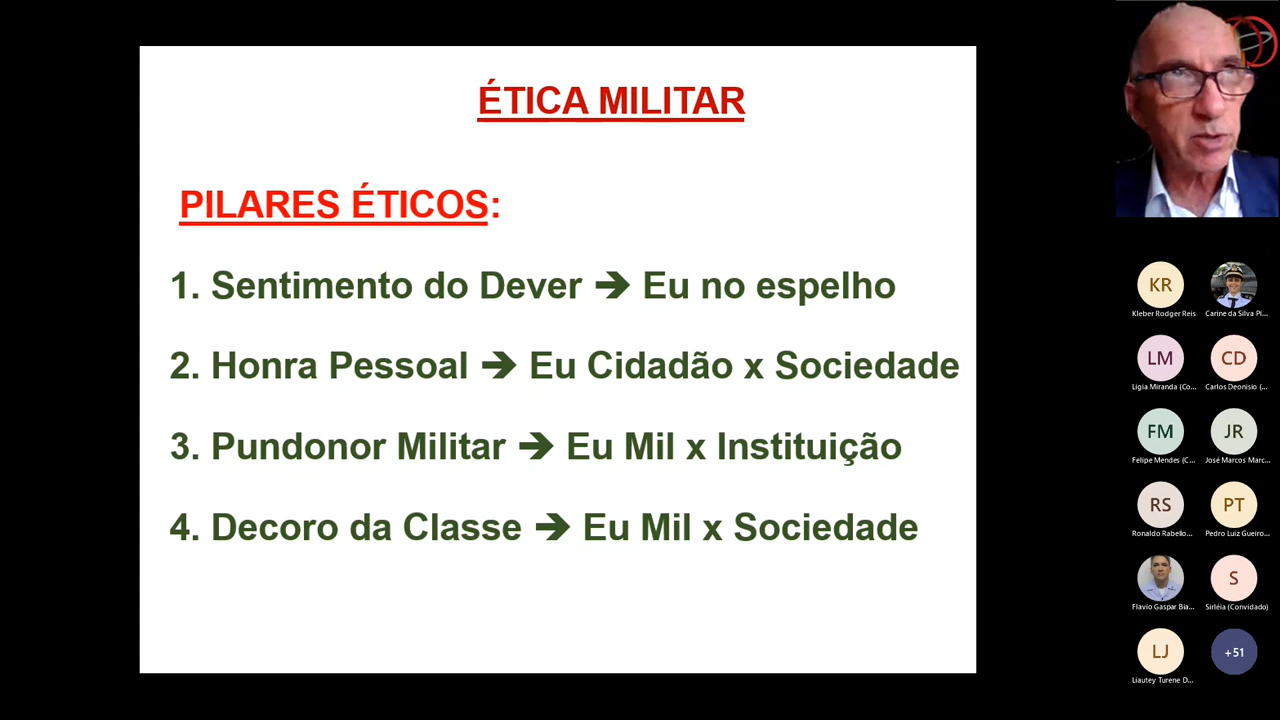 ÉTICA MILITAR
PILARES ÉTICOS:
1. Sentimento do Dever ➔ Eu no espelho
2. Honra Pessoal ➔ Eu Cidadão x Sociedade
3. Pundonor Militar ➔ Eu Mil x Instituição
4. Decoro da Classe ➔ Eu Mil x Sociedade
KR
Kleber Rodger Reis
Carine da Silva Pi...
LM
CD
Ligia Miranda (Co...
Carlos Deonisio (...
FM
JR
Felipe Mendes (C...
José Marcos Marc...
RS
PT
Ronaldo Rabello...
Pedro Luiz Gueiro...
S
Flavio Gaspar Bia...
Sirléia (Convidado)
LJ
+51
Liautey Turene D...